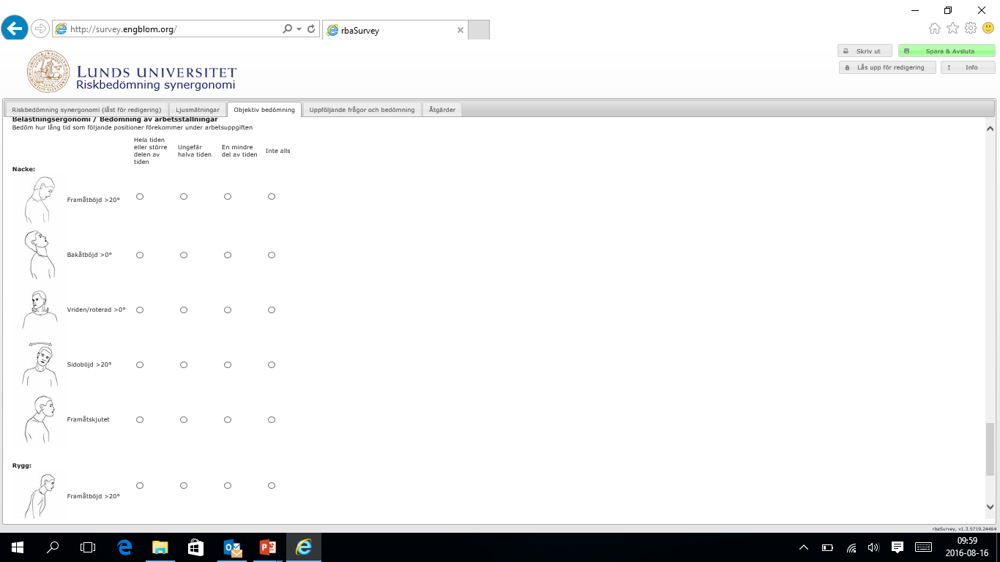 http://survey.engblom.org/
rbaSurvey
LUNDS UNIVERSITET
Riskbedömning synergonomi
Skriv ut
Spara & Avsluta
Lås upp för redigering
Info
Riskbedömning synergonomi (låst för redigering)
Ljusmätningar
Objektiv bedömning
Uppföljande frågor och bedömning
Åtgärder
Belastningsergonomi / Bedömning av arbetsställningar
Bedöm hur lång tid som följande positioner förekommer under arbetsuppgiften
Hela tiden
eller större
delen av
tiden
Ungefär
halva tiden
En mindre
del av tiden
Inte alls
Nacke:
Framåtböjd >20°
Bakåtböjd >0°
Vriden/roterad >0°
Sidoböjd >20°
Framåtskjutet
Rygg:
Framåtböjd >20°
rbaSurvey, v1.3.5719.24464
09:59
2016-08-16